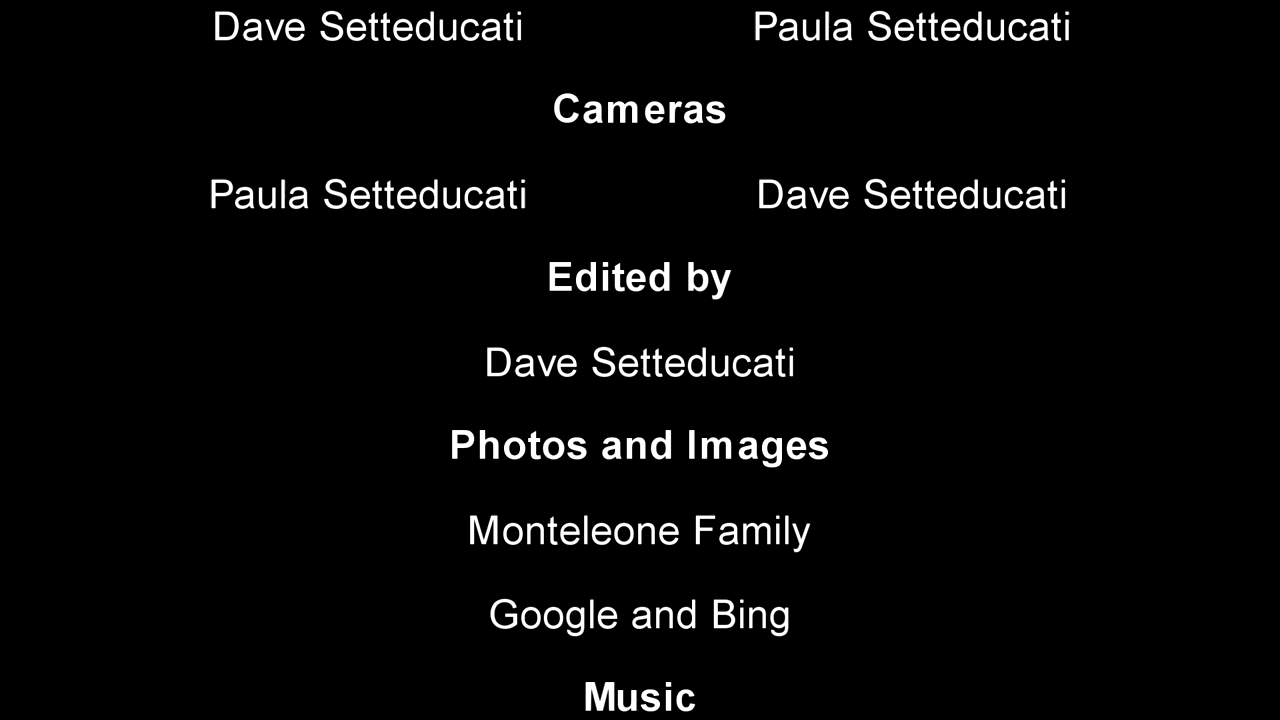 Dave Setteducati Paula Setteducati
Cameras
Paula Setteducati Dave Setteducati
Edited by
Dave Setteducati
Photos and Images
Monteleone Family
Google and Bing
Music